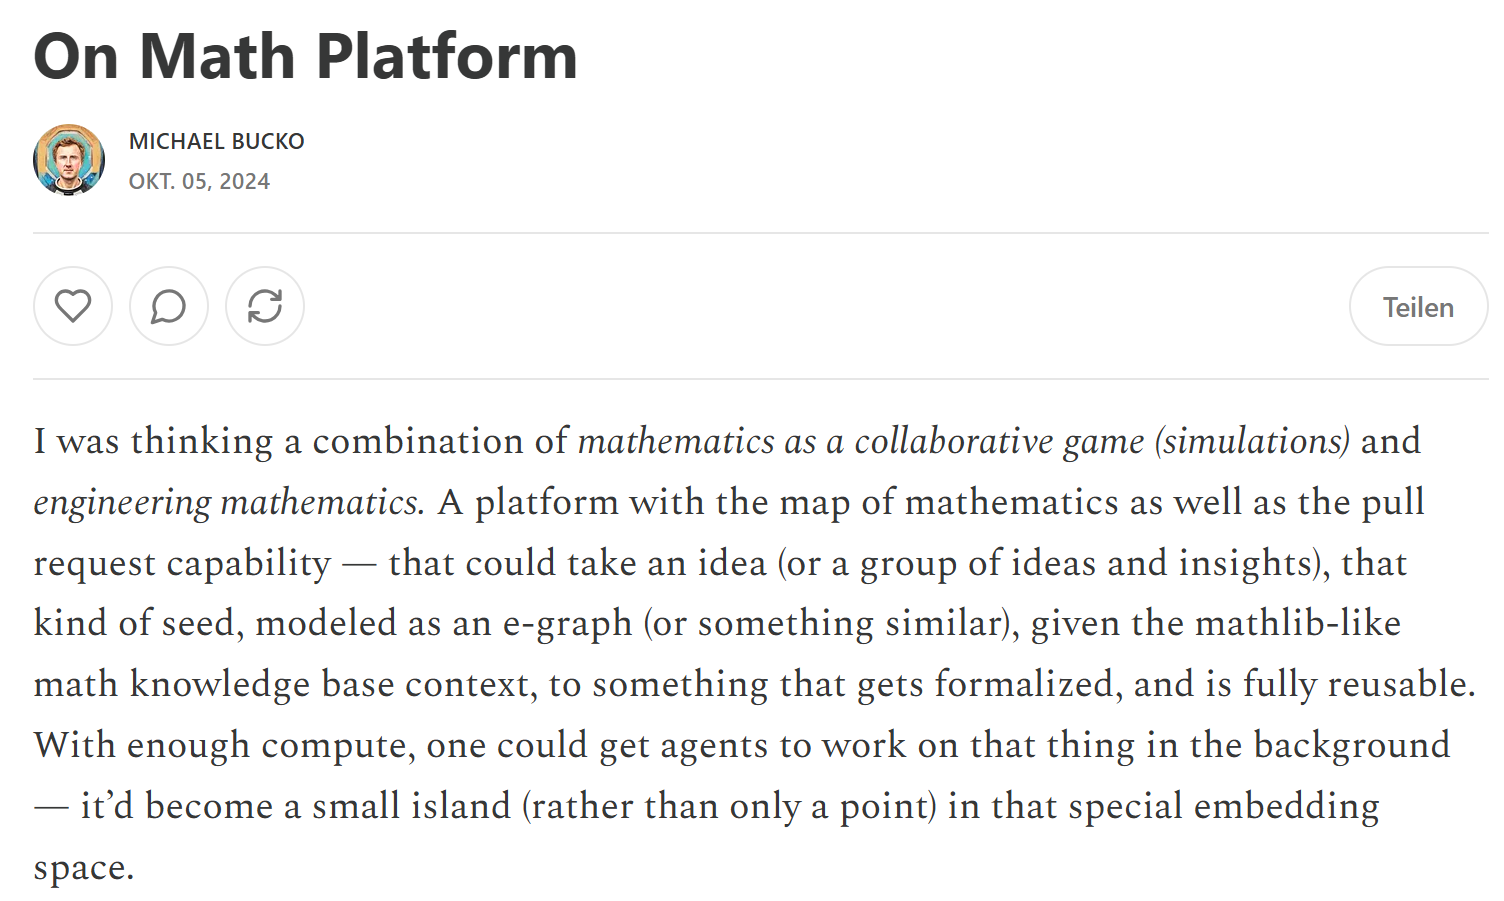 On Math Platform
MICHAEL BUCKO
OKT. 05, 2024
Teilen
I was thinking a combination of mathematics as a collaborative game (simulations) and
engineering mathematics. A platform with the map of mathematics as well as the pull
request capability — that could take an idea (or a group of ideas and insights), that
kind of seed, modeled as an e-graph (or something similar), given the mathlib-like
math knowledge base context, to something that gets formalized, and is fully reusable.
With enough compute, one could get agents to work on that thing in the background
— it’d become a small island (rather than only a point) in that special embedding
space.